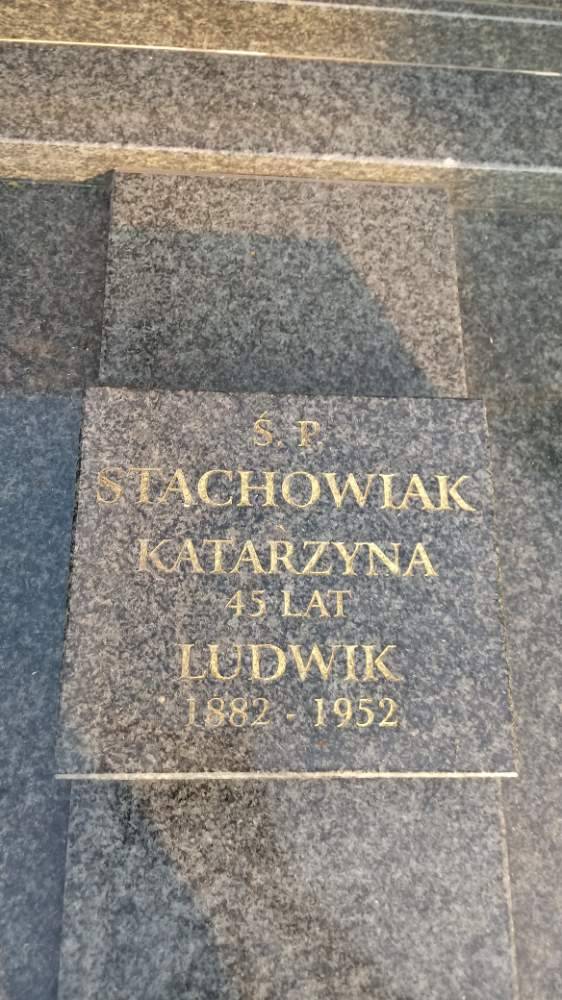 Ś. P.
STACHOWIAK
KATARZYNA
45 LAT
LUDWIK
1882 - 1952